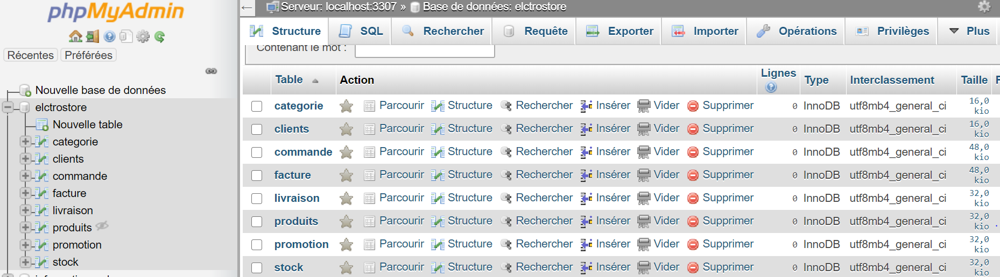 phpMyAdmin
Récentes Préférées
Nouvelle base de données
elctrostore
Nouvelle table
categorie
clients
commande
facture
livraison
produits
promotion
stock
← Serveur: localhost:3307 » Base de données: elctrostore
Structure SQL Rechercher Requête Exporter Importer Opérations Privilèges Plus
Contenant le mot :
Table Action Lignes Type Interclassement Taille
categorie Parcourir Structure Rechercher Insérer Vider Supprimer 0 InnoDB utf8mb4_general_ci 16,0 kio
clients Parcourir Structure Rechercher Insérer Vider Supprimer 0 InnoDB utf8mb4_general_ci 16,0 kio
commande Parcourir Structure Rechercher Insérer Vider Supprimer 0 InnoDB utf8mb4_general_ci 48,0 kio
facture Parcourir Structure Rechercher Insérer Vider Supprimer 0 InnoDB utf8mb4_general_ci 48,0 kio
livraison Parcourir Structure Rechercher Insérer Vider Supprimer 0 InnoDB utf8mb4_general_ci 32,0 kio
produits Parcourir Structure Rechercher Insérer Vider Supprimer 0 InnoDB utf8mb4_general_ci 32,0 kio
promotion Parcourir Structure Rechercher Insérer Vider Supprimer 0 InnoDB utf8mb4_general_ci 32,0 kio
stock Parcourir Structure Rechercher Insérer Vider Supprimer 0 InnoDB utf8mb4_general_ci 32,0 kio